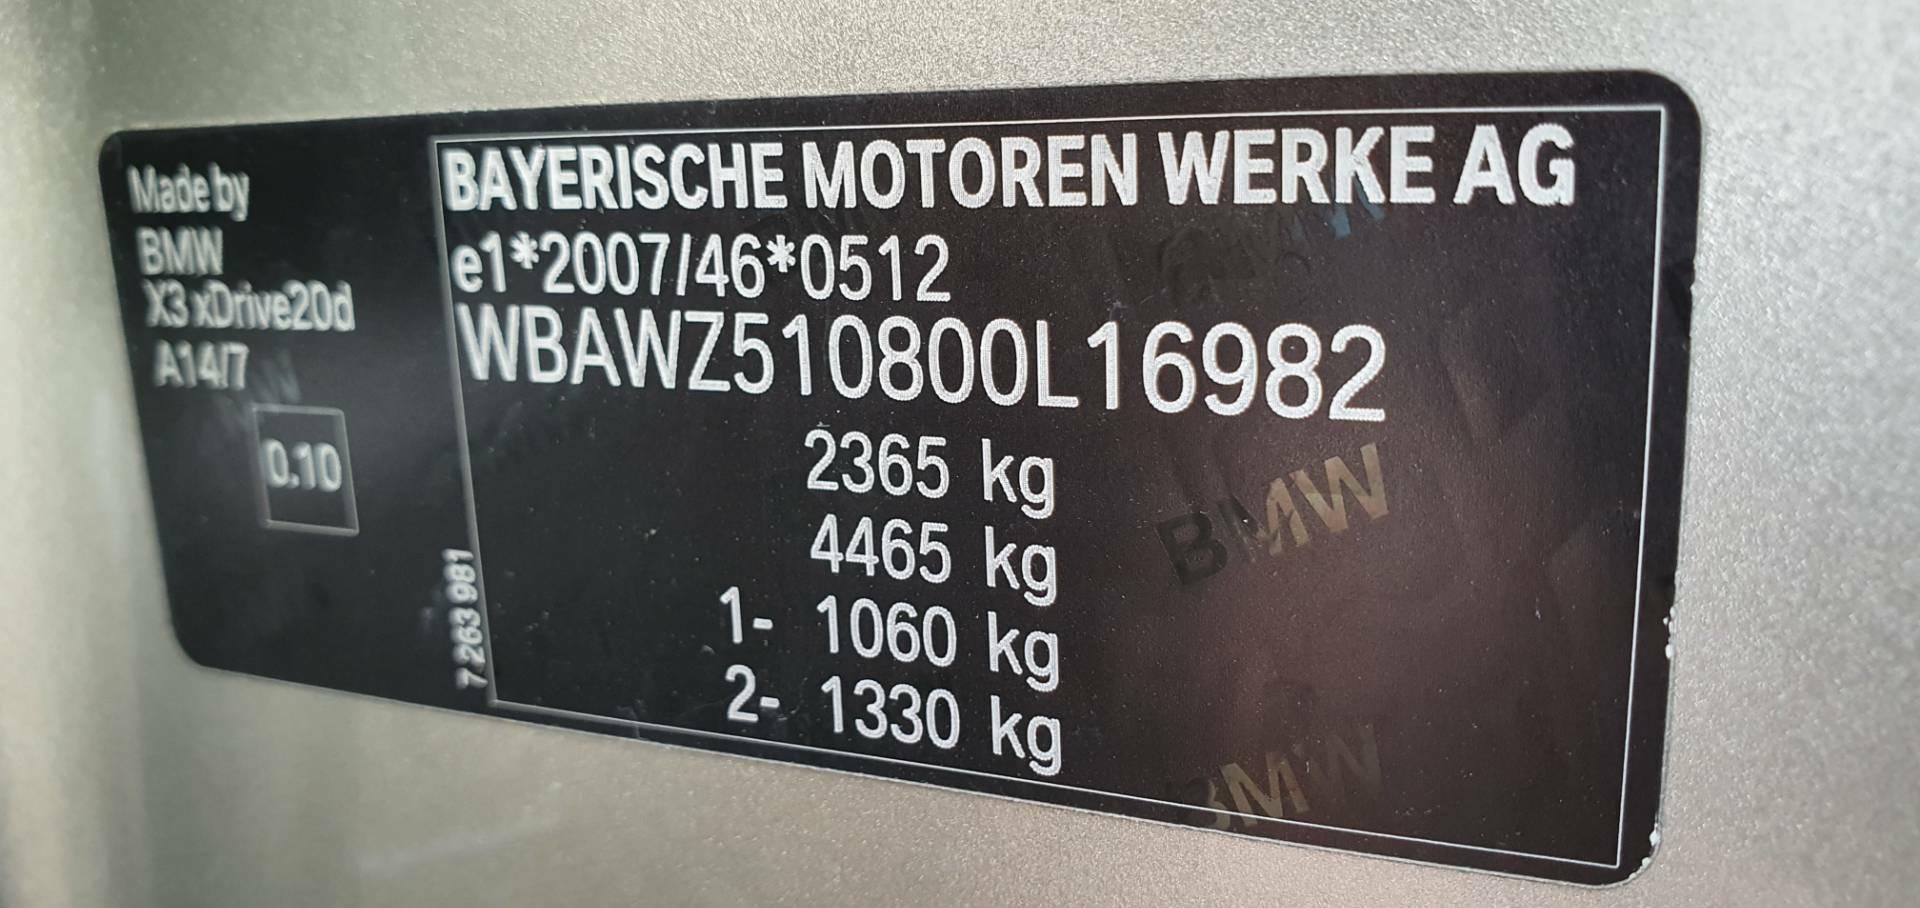 Made by
BMW
X3 xDrive20d
A14/7
0.10
7 263 981
BAYERISCHE MOTOREN WERKE AG
e1*2007/46*0512
WBAWZ510800L16982
2365 kg
4465 kg
1- 1060 kg
2- 1330 kg
BMW
BMW